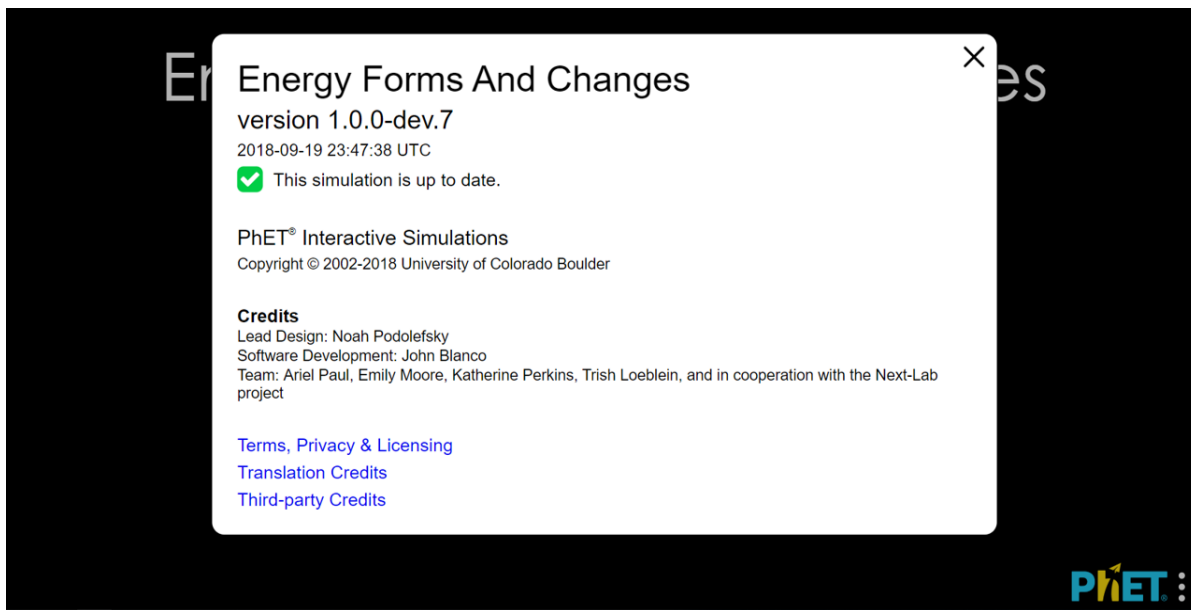 Er
es
Energy Forms And Changes
version 1.0.0-dev.7
2018-09-19 23:47:38 UTC
This simulation is up to date.
PhET® Interactive Simulations
Copyright © 2002-2018 University of Colorado Boulder
Credits
Lead Design: Noah Podolefsky
Software Development: John Blanco
Team: Ariel Paul, Emily Moore, Katherine Perkins, Trish Loeblein, and in cooperation with the Next-Lab
project
Terms, Privacy & Licensing
Translation Credits
Third-party Credits
PhET